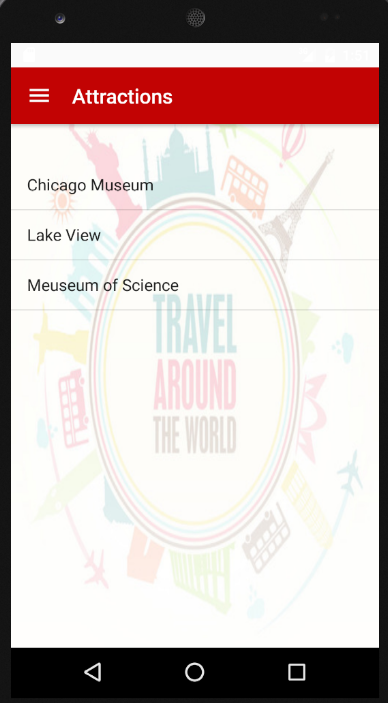 Attractions
Chicago Museum
Lake View
Meuseum of Science
TRAVEL
AROUND
THE WORLD